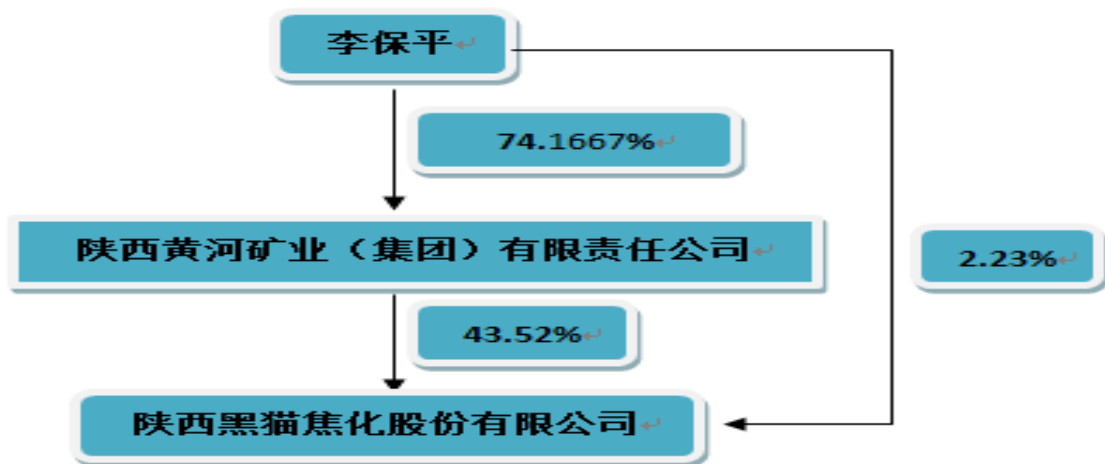 李保平
74.1667%
陕西黄河矿业（集团）有限责任公司
2.23%
43.52%
陕西黑猫焦化股份有限公司